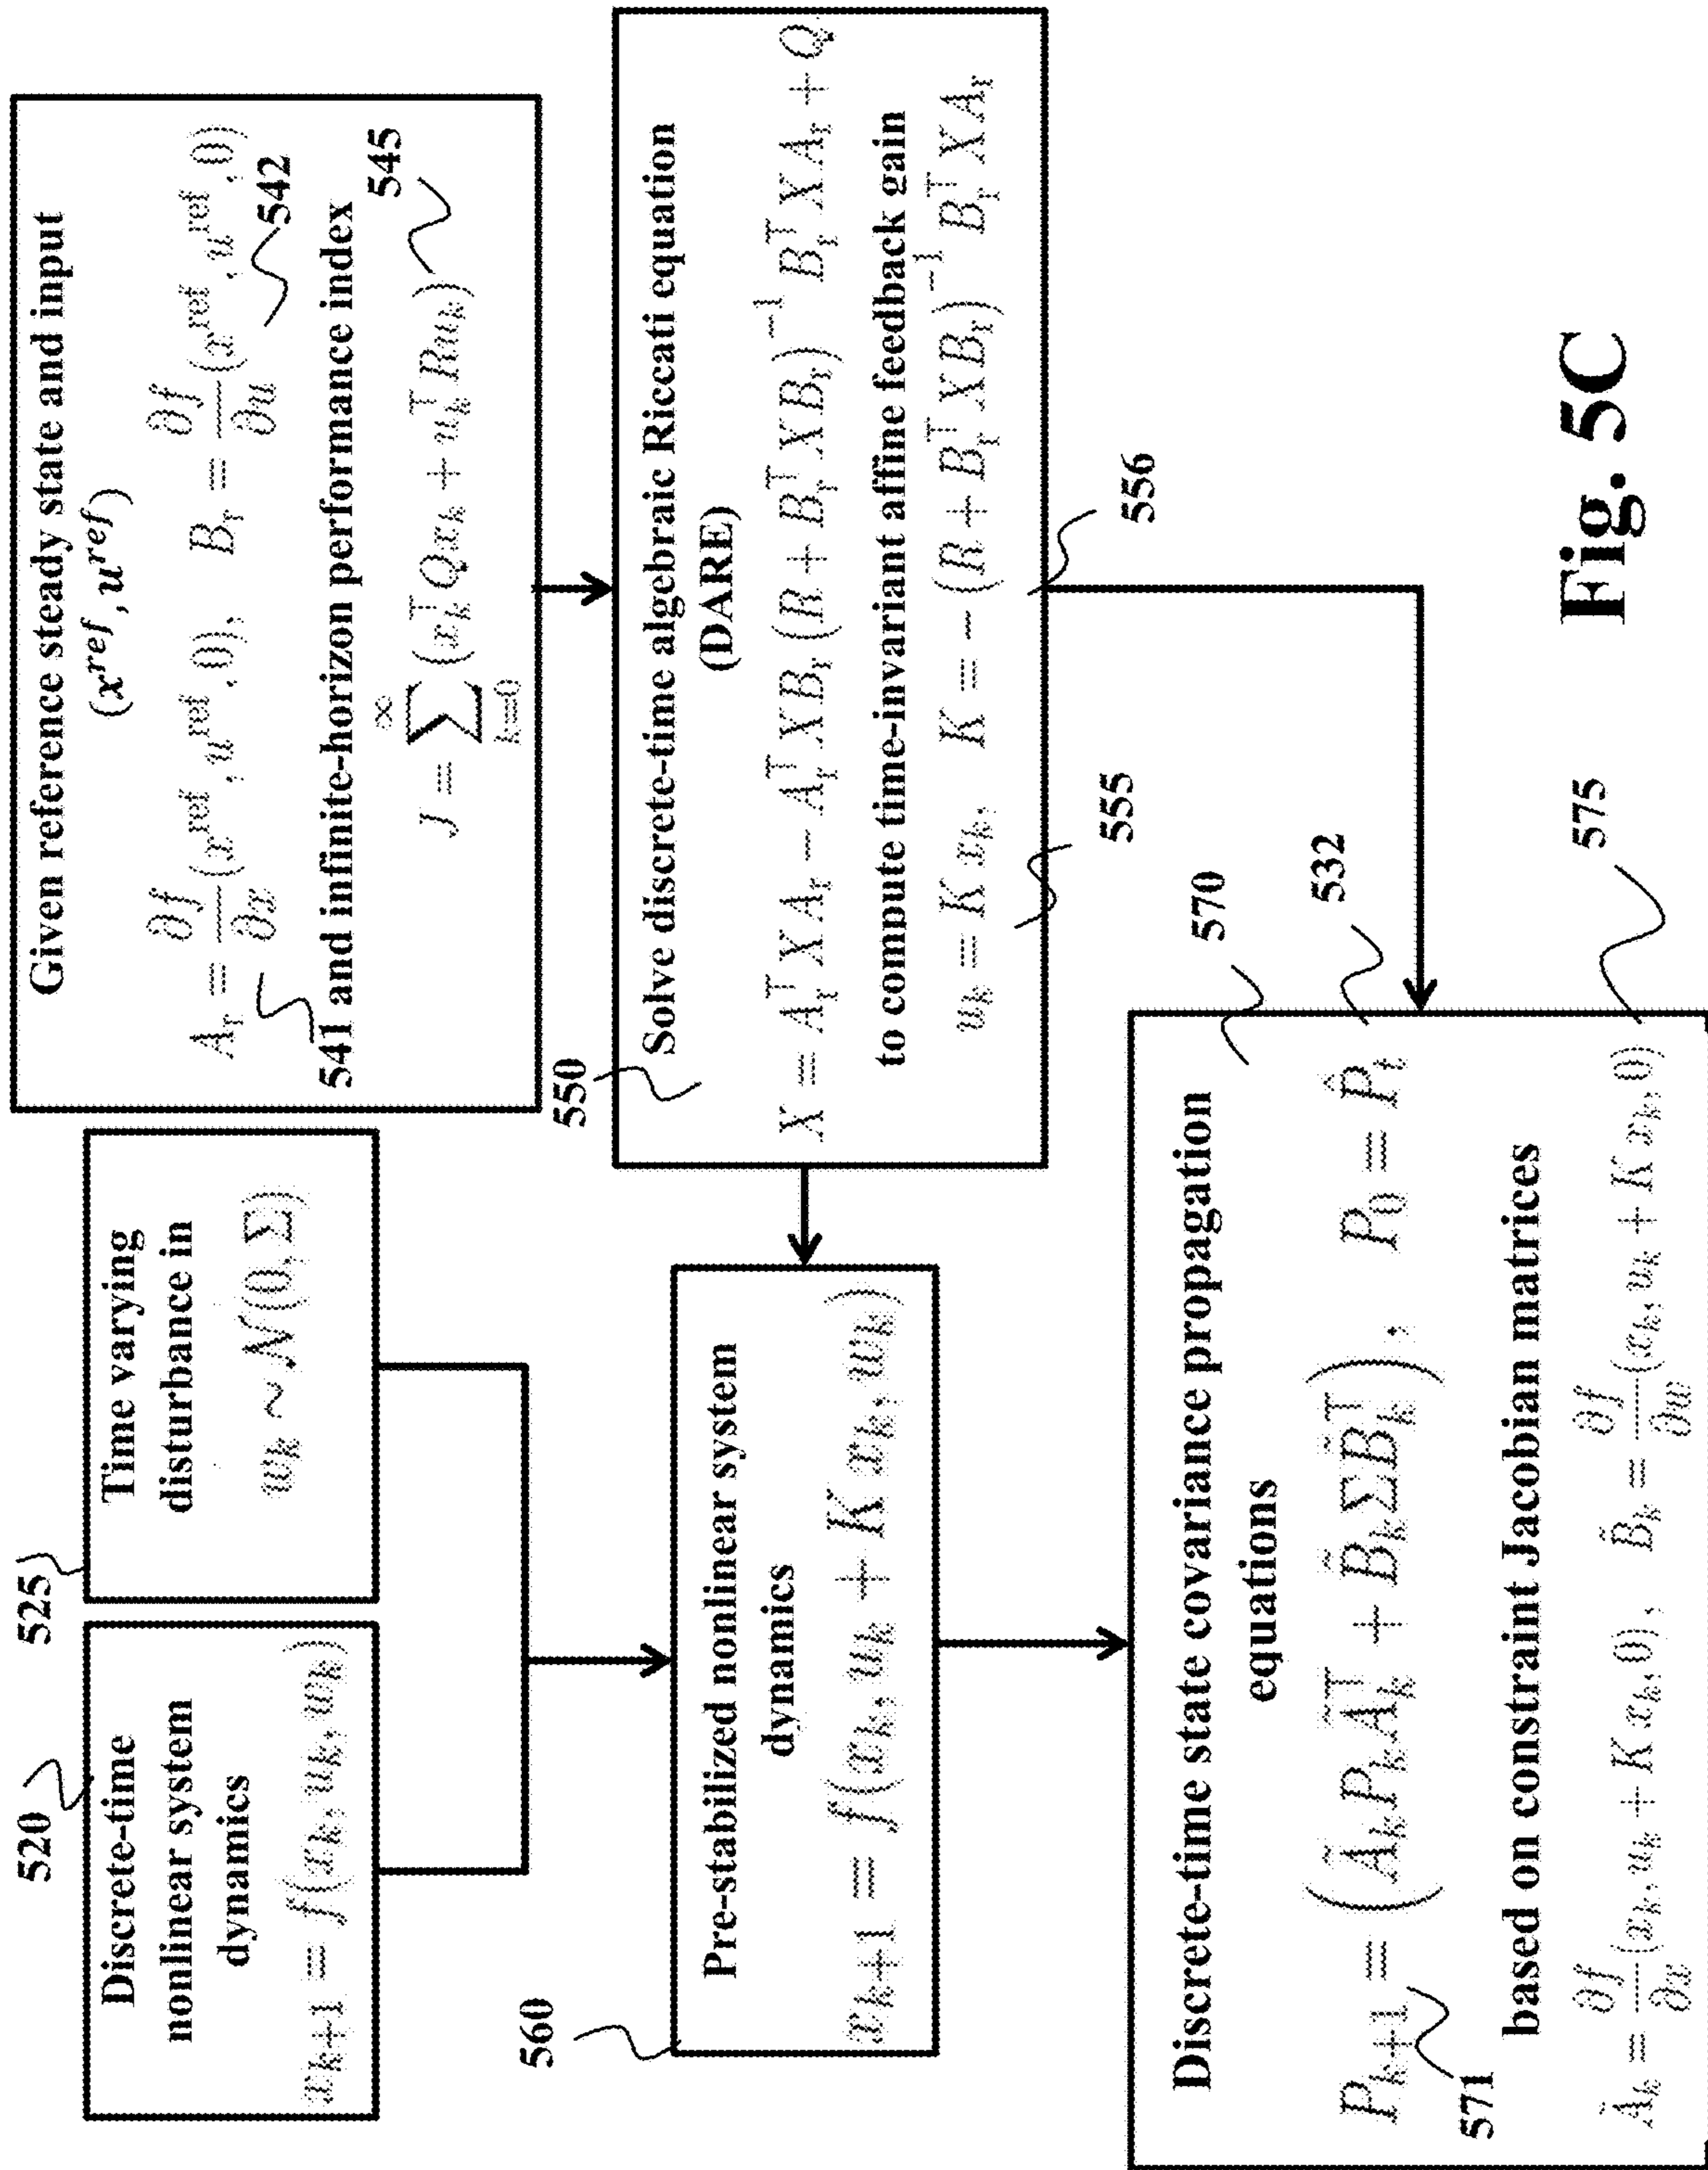 520
Discrete-time
nonlinear system
dynamics
x_{k+1} = f(x_k, u_k, w_k)
525
Time varying
disturbance in
w_k ∼ N(0, Σ)
Given reference steady state and input
(x^{ref}, u^{ref})
A_r = ∂f/∂x (x^{ref}, u^{ref}, 0), B_r = ∂f/∂u (x^{ref}, u^{ref}, 0)
542
541 and infinite-horizon performance index
545
J = ∑_{k=0}^{∞} (x_k^T Q x_k + u_k^T R u_k)
550
Solve discrete-time algebraic Riccati equation
(DARE)
X = A_r^T X A_r − A_r^T X B_r (R + B_r^T X B_r)^{−1} B_r^T X A_r + Q
to compute time-invariant affine feedback gain
u_k = K x_k, K = −(R + B_r^T X B_r)^{−1} B_r^T X A_r
555
556
560
Pre-stabilized nonlinear system
dynamics
x_{k+1} = f(x_k, u_k + K x_k, w_k)
570
Discrete-time state covariance propagation
equations
532
P_{k+1} = (Ã_k P_k Ã_k^T + B̃_k Σ B̃_k^T), P_0 = P̂_t
571
based on constraint Jacobian matrices
575
Ã_k = ∂f/∂x (x_k, u_k + K x_k, 0), B̃_k = ∂f/∂w (x_k, u_k + K x_k, 0)
Fig. 5C